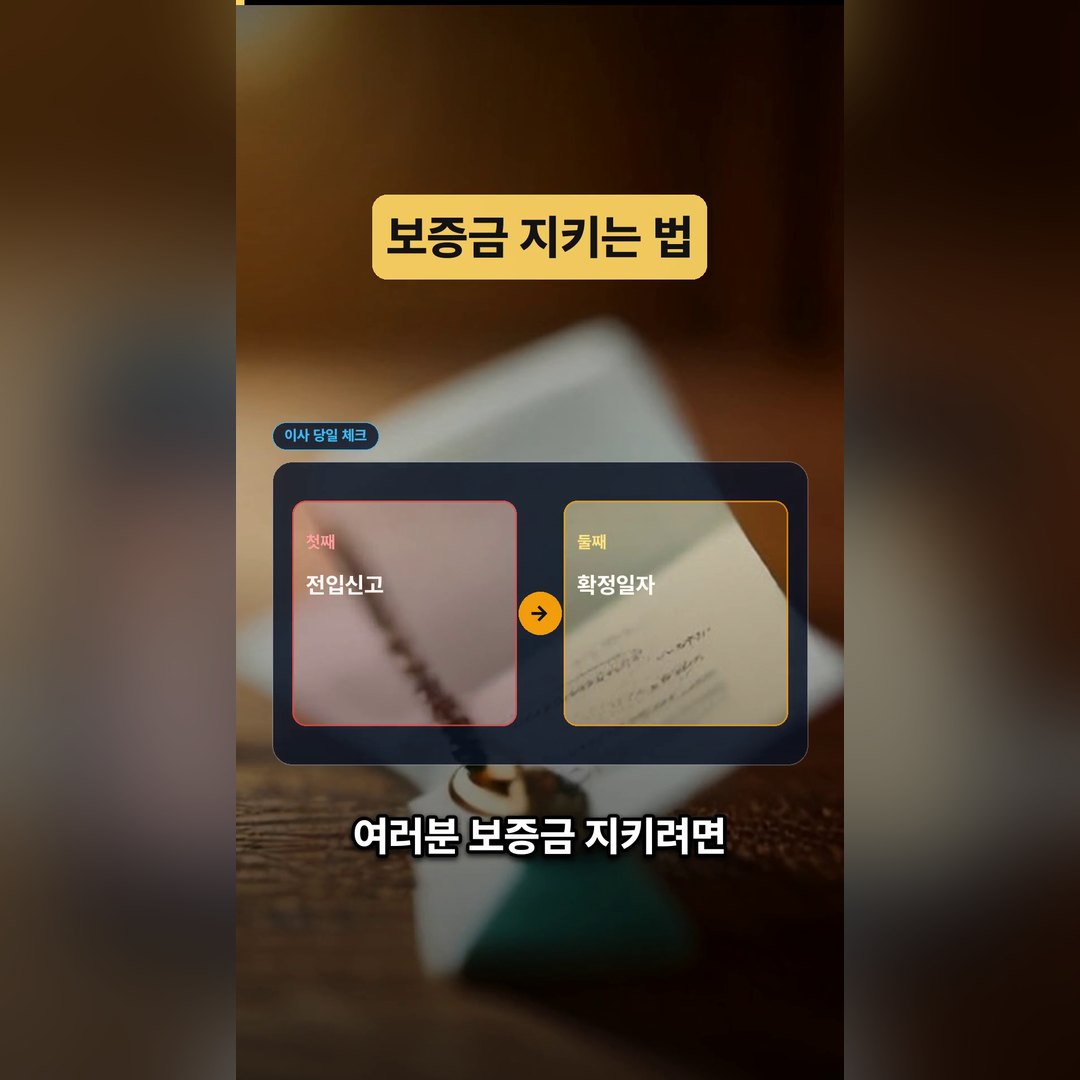 보증금 지키는 법
이사 당일 체크
첫째
전입신고
둘째
확정일자
여러분 보증금 지키려면